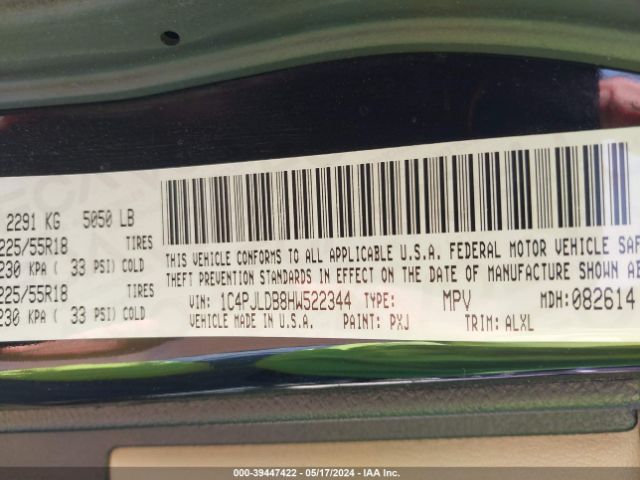 2291 KG 5050 LB
225/55R18 TIRES
230 KPA ( 33 PSI) COLD
225/55R18 TIRES
230 KPA ( 33 PSI) COLD
THIS VEHICLE CONFORMS TO ALL APPLICABLE U.S.A. FEDERAL MOTOR VEHICLE SAF
THEFT PREVENTION STANDARDS IN EFFECT ON THE DATE OF MANUFACTURE SHOWN AB
VIN: 1C4PJLDB8HW522344 TYPE: MPV MDH:082614
VEHICLE MADE IN U.S.A. PAINT: PXJ TRIM: ALXL
000-39447422 - 05/17/2024 - IAA Inc.